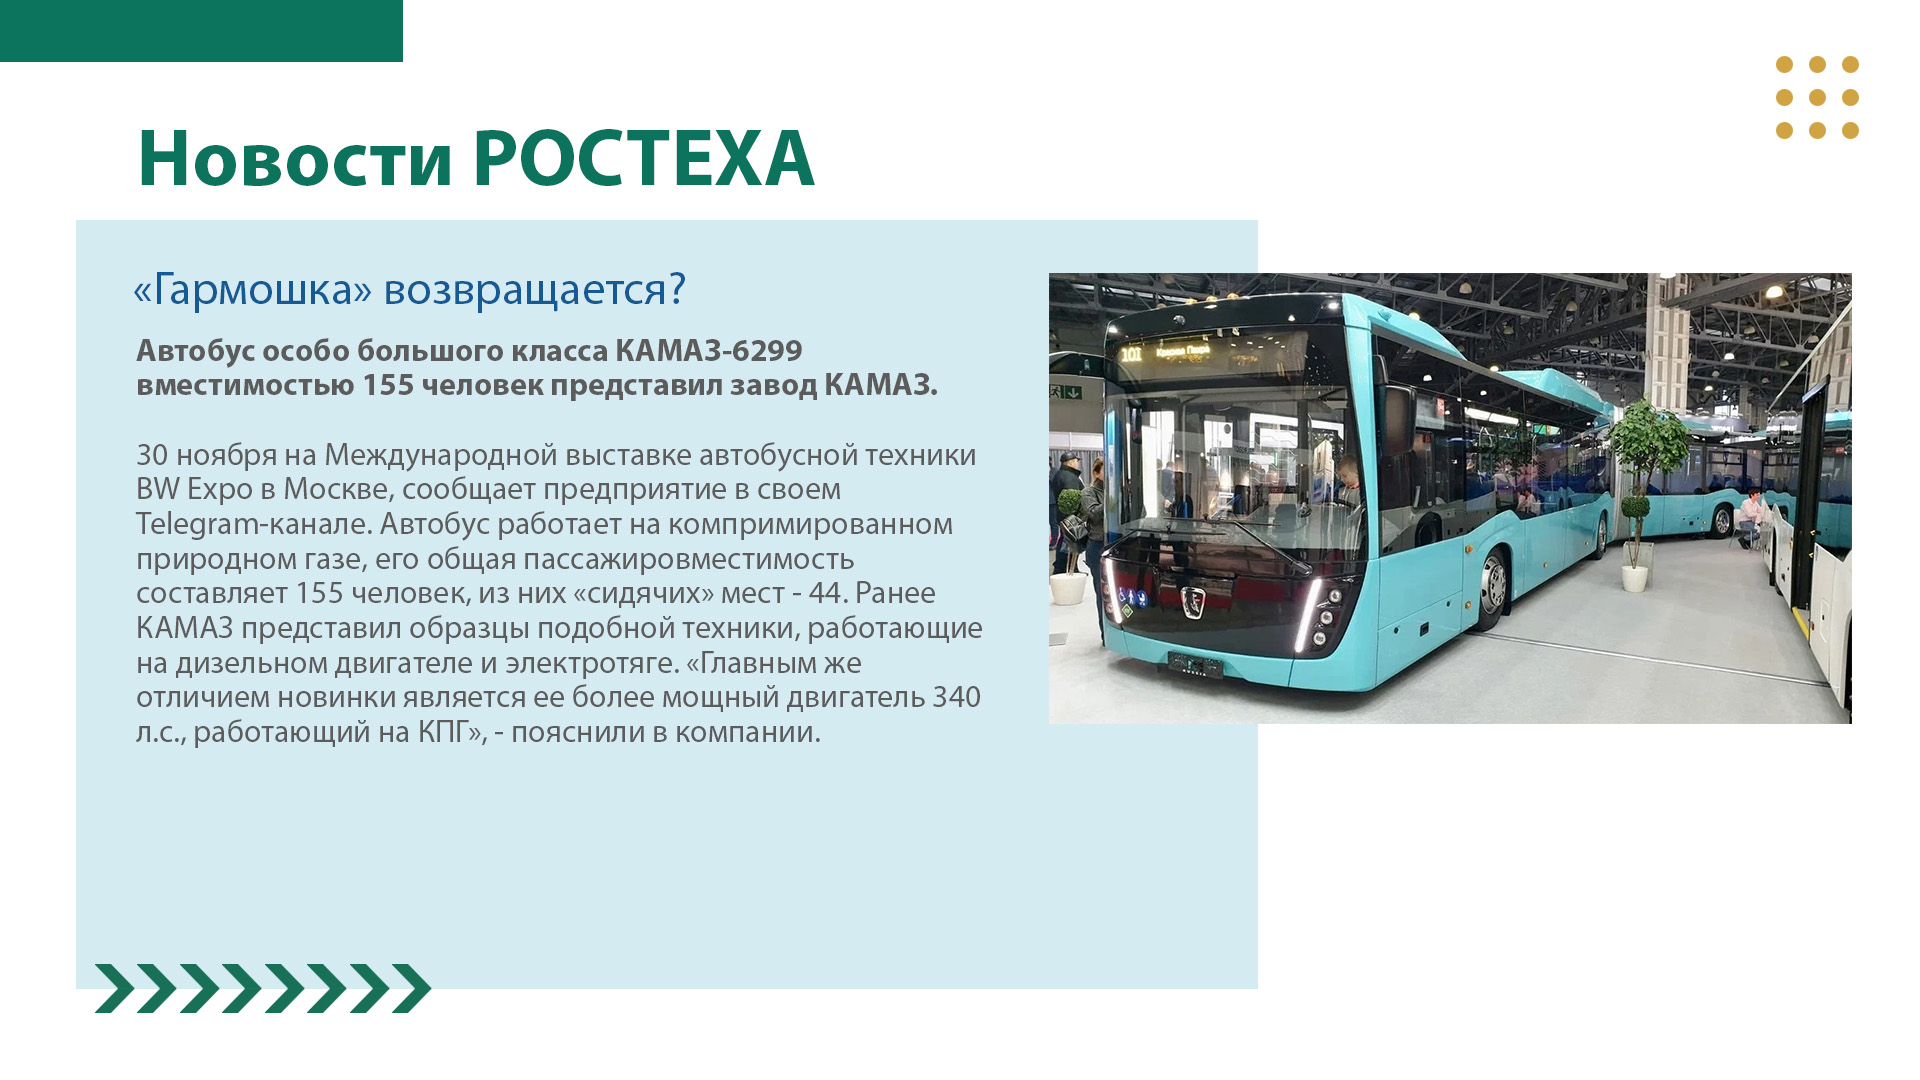 Новости РОСТЕХА
«Гармошка» возвращается?
Автобус особо большого класса КАМАЗ-6299
вместимостью 155 человек представил завод КАМАЗ.
30 ноября на Международной выставке автобусной техники
BW Expo в Москве, сообщает предприятие в своем
Telegram-канале. Автобус работает на компримированном
природном газе, его общая пассажировместимость
составляет 155 человек, из них «сидячих» мест - 44. Ранее
КАМАЗ представил образцы подобной техники, работающие
на дизельном двигателе и электротяге. «Главным же
отличием новинки является ее более мощный двигатель 340
л.с., работающий на КПГ», - пояснили в компании.
101